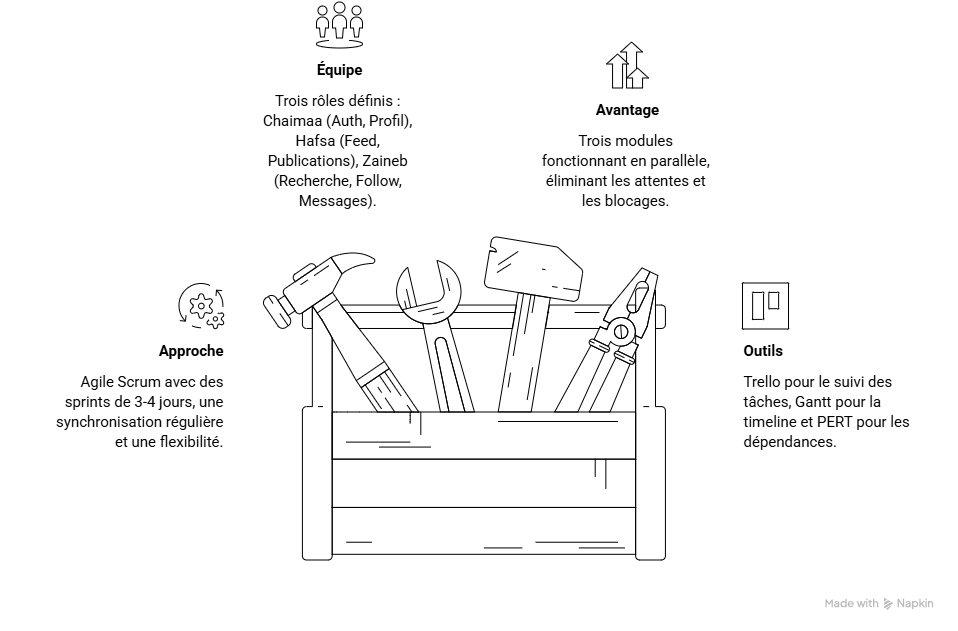 Équipe
Trois rôles définis :
Chaimaa (Auth, Profil),
Hafsa (Feed,
Publications), Zaineb
(Recherche, Follow,
Messages).
Avantage
Trois modules
fonctionnant en parallèle,
éliminant les attentes et
les blocages.
Approche
Agile Scrum avec des
sprints de 3-4 jours, une
synchronisation régulière
et une flexibilité.
Outils
Trello pour le suivi des
tâches, Gantt pour la
timeline et PERT pour les
dépendances.
Made with Napkin